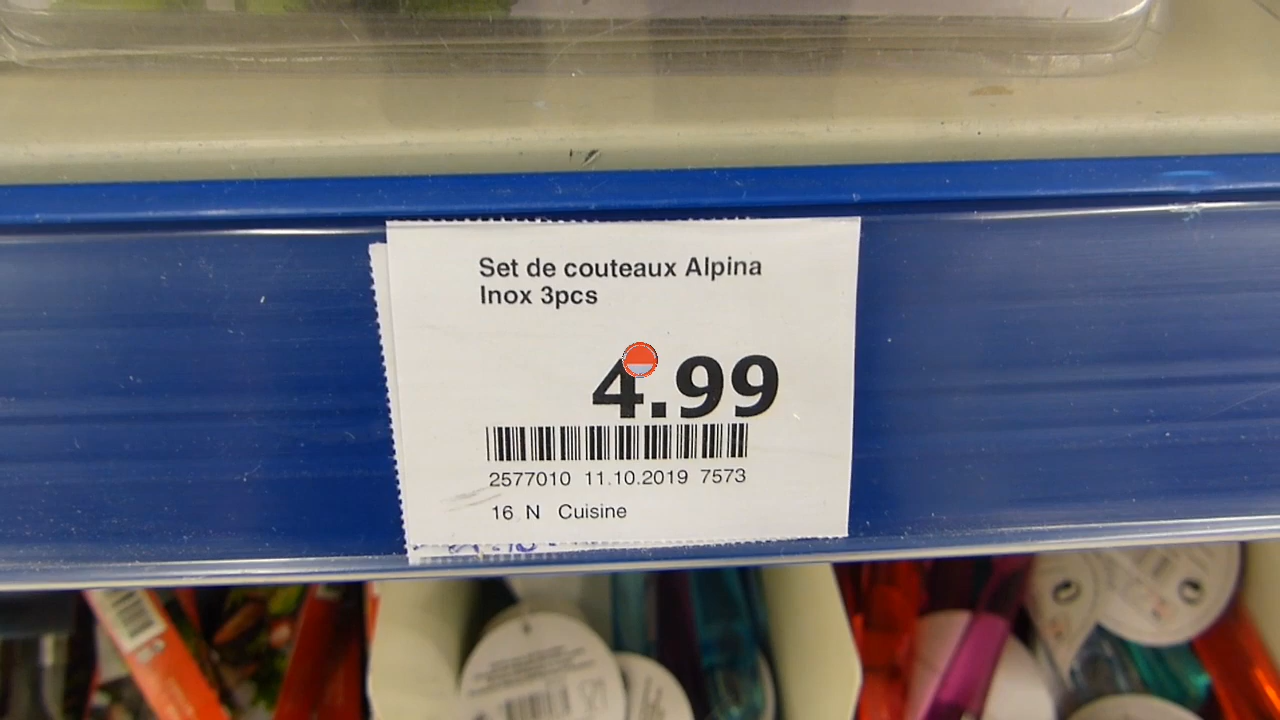 Set de couteaux Alpina
Inox 3pcs
4.99
2577010 11.10.2019 7573
16 N Cuisine